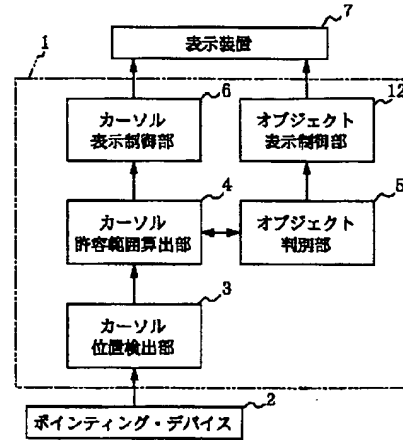 7
表示装置
1
6
カーソル
表示制御部
12
オブジェクト
表示制御部
4
カーソル
許容範囲算出部
5
オブジェクト
判別部
3
カーソル
位置検出部
2
ポインティング・デバイス